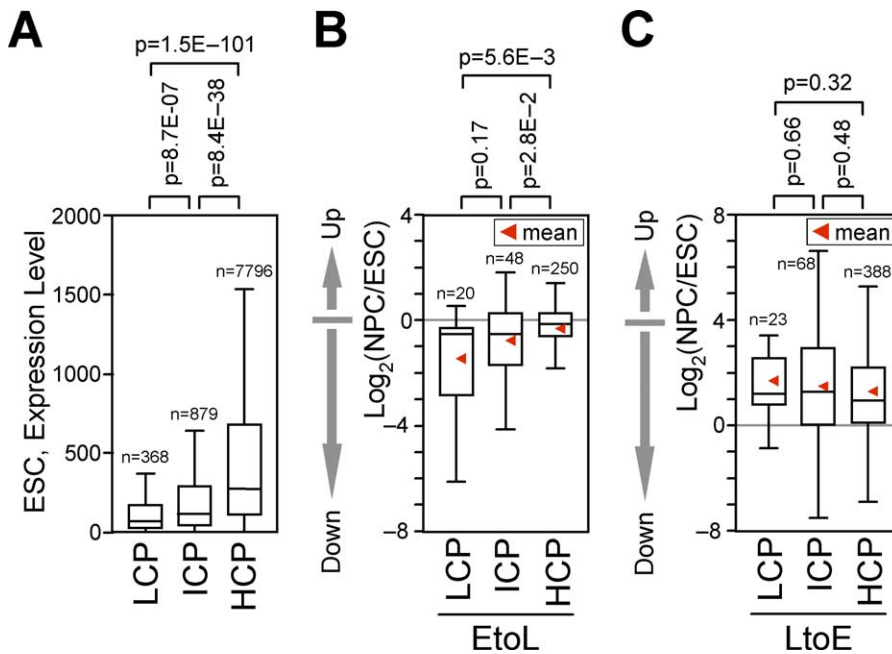 A
p=1.5E–101
p=8.7E-07
p=8.4E–38
ESC, Expression Level
2000
1500
1000
500
0
n=368
n=879
n=7796
LCP
ICP
HCP
B
p=5.6E–3
p=0.17
p=2.8E–2
Up
Down
Log2(NPC/ESC)
4
0
–4
–8
mean
n=20
n=48
n=250
LCP
ICP
HCP
EtoL
C
p=0.32
p=0.66
p=0.48
Up
Down
Log2(NPC/ESC)
8
4
0
–8
mean
n=23
n=68
n=388
LCP
ICP
HCP
LtoE